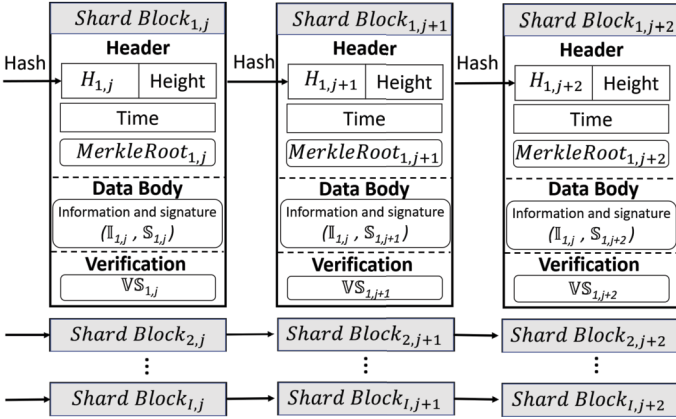 Shard Block₁,ⱼ Shard Block₁,ⱼ₊₁ Shard Block₁,ⱼ₊₂
Header Header Header
Hash H₁,ⱼ Height Hash H₁,ⱼ₊₁ Height Hash H₁,ⱼ₊₂ Height
Time Time Time
MerkleRoot₁,ⱼ MerkleRoot₁,ⱼ₊₁ MerkleRoot₁,ⱼ₊₂
Data Body Data Body Data Body
Information and signature Information and signature Information and signature
(𝕀₁,ⱼ , 𝕊₁,ⱼ) (𝕀₁,ⱼ , 𝕊₁,ⱼ₊₁) (𝕀₁,ⱼ , 𝕊₁,ⱼ₊₂)
Verification Verification Verification
𝕍𝕊₁,ⱼ 𝕍𝕊₁,ⱼ₊₁ 𝕍𝕊₁,ⱼ₊₂
Shard Block₂,ⱼ Shard Block₂,ⱼ₊₁ Shard Block₂,ⱼ₊₂
⋮ ⋮ ⋮
Shard Block_I,ⱼ Shard Block_I,ⱼ₊₁ Shard Block_I,ⱼ₊₂